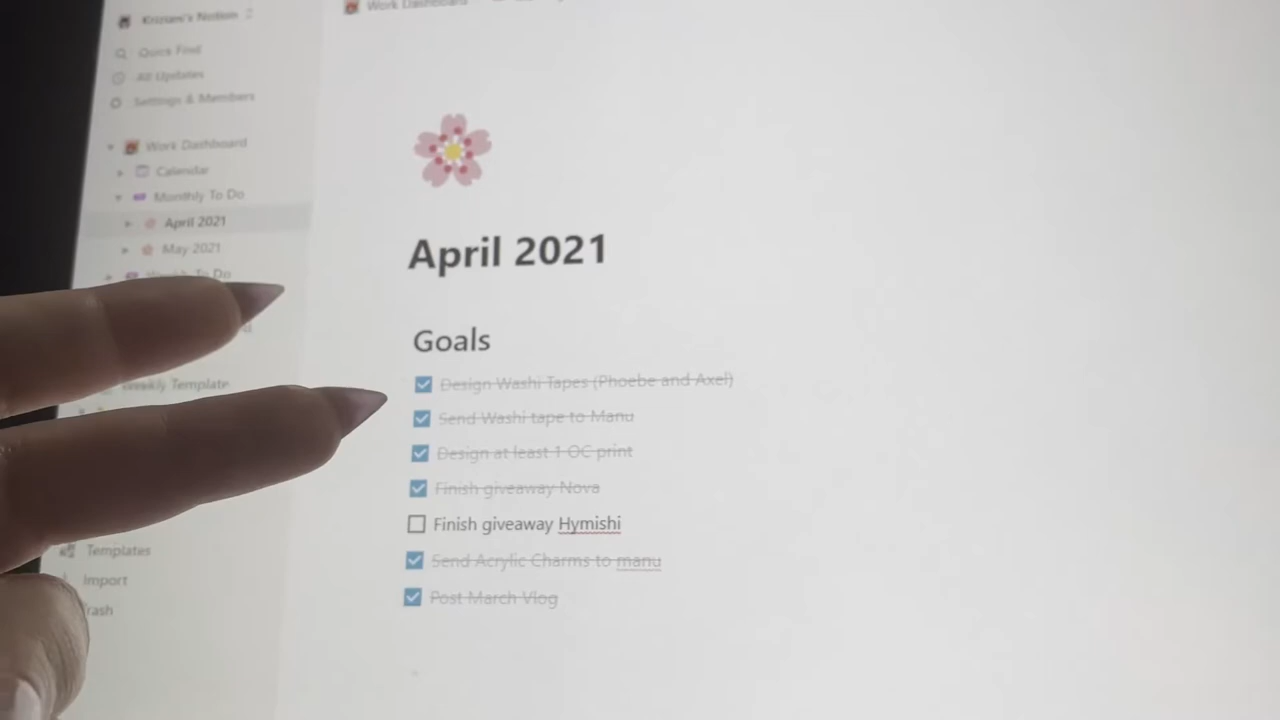 Work Dashboard
Quick Find
All Updates
Settings & Members
Work Dashboard
Calendar
Monthly To Do
April 2021
May 2021
Weekly To Do
Weekly Template
Templates
Import
Trash
April 2021
Goals
Design Washi Tapes (Phoebe and Axel)
Send Washi tape to Manu
Design at least 1 OC print
Finish giveaway Nova
Finish giveaway Hymishi
Send Acrylic Charms to manu
Post March Vlog